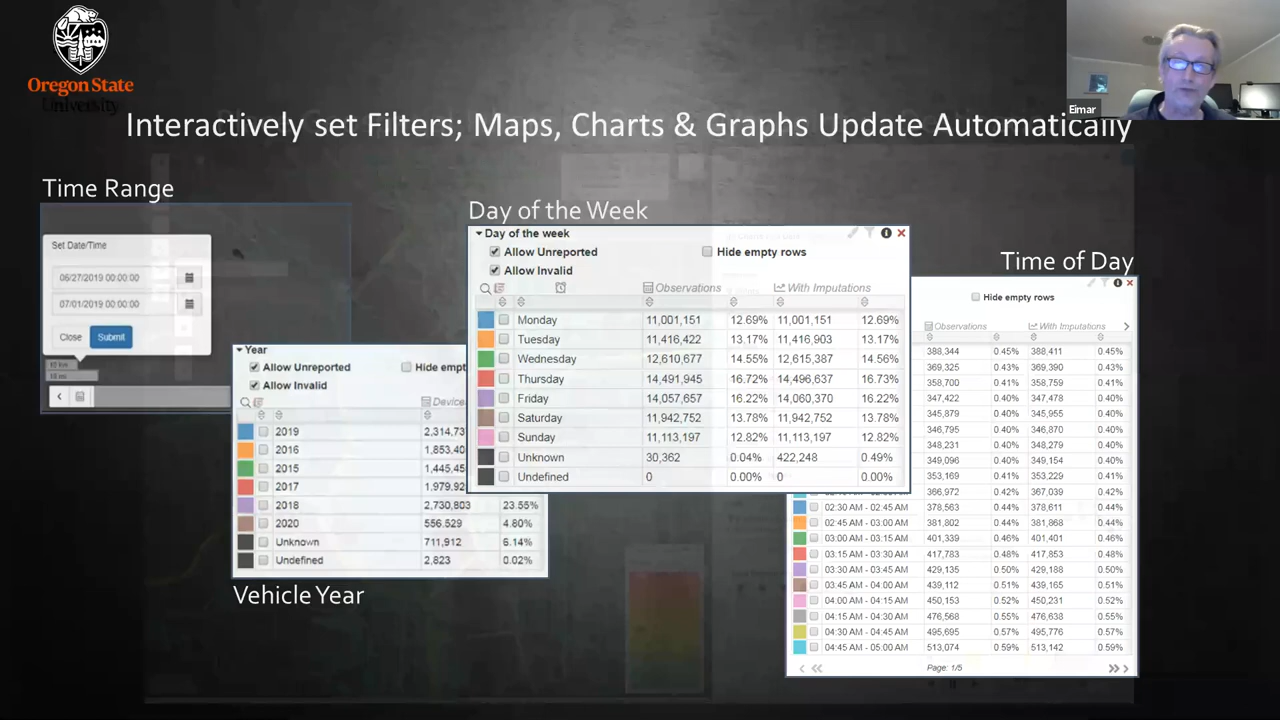 Oregon State
University
Eimar
Interactively set Filters; Maps, Charts & Graphs Update Automatically
Time Range
Set Date/Time
06/27/2019 00:00:00
07/01/2019 00:00:00
Close Submit
10 km
10 mi
Year
Allow Unreported Hide empt
Allow Invalid
Device
2019 2,314,73
2016 1,853,40
2015 1,445,45
2017 1,979,92
2018 2,730,803 23.55%
2020 556,529 4.80%
Unknown 711,912 6.14%
Undefined 2,823 0.02%
Vehicle Year
Day of the Week
Day of the week
Allow Unreported Hide empty rows
Allow Invalid
Observations With Imputations
Monday 11,001,151 12.69% 11,001,151 12.69%
Tuesday 11,416,422 13.17% 11,416,903 13.17%
Wednesday 12,610,677 14.55% 12,615,387 14.56%
Thursday 14,491,945 16.72% 14,496,637 16.73%
Friday 14,057,657 16.22% 14,060,370 16.22%
Saturday 11,942,752 13.78% 11,942,752 13.78%
Sunday 11,113,197 12.82% 11,113,197 12.82%
Unknown 30,362 0.04% 422,248 0.49%
Undefined 0 0.00% 0 0.00%
Time of Day
Hide empty rows
Observations With Imputations
388,344 0.45% 388,411 0.45%
369,325 0.43% 369,390 0.43%
358,700 0.41% 358,759 0.41%
347,422 0.40% 347,478 0.40%
345,879 0.40% 345,955 0.40%
346,795 0.40% 346,870 0.40%
348,231 0.40% 348,279 0.40%
349,096 0.40% 349,154 0.40%
353,169 0.41% 353,229 0.41%
366,972 0.42% 367,039 0.42%
02:30 AM - 02:45 AM 378,563 0.44% 378,611 0.44%
02:45 AM - 03:00 AM 381,802 0.44% 381,868 0.44%
03:00 AM - 03:15 AM 401,339 0.46% 401,401 0.46%
03:15 AM - 03:30 AM 417,783 0.48% 417,853 0.48%
03:30 AM - 03:45 AM 429,135 0.50% 429,188 0.50%
03:45 AM - 04:00 AM 439,112 0.51% 439,165 0.51%
04:00 AM - 04:15 AM 450,153 0.52% 450,231 0.52%
04:15 AM - 04:30 AM 476,568 0.55% 476,638 0.55%
04:30 AM - 04:45 AM 495,695 0.57% 495,776 0.57%
04:45 AM - 05:00 AM 513,074 0.59% 513,142 0.59%
Page: 1/5